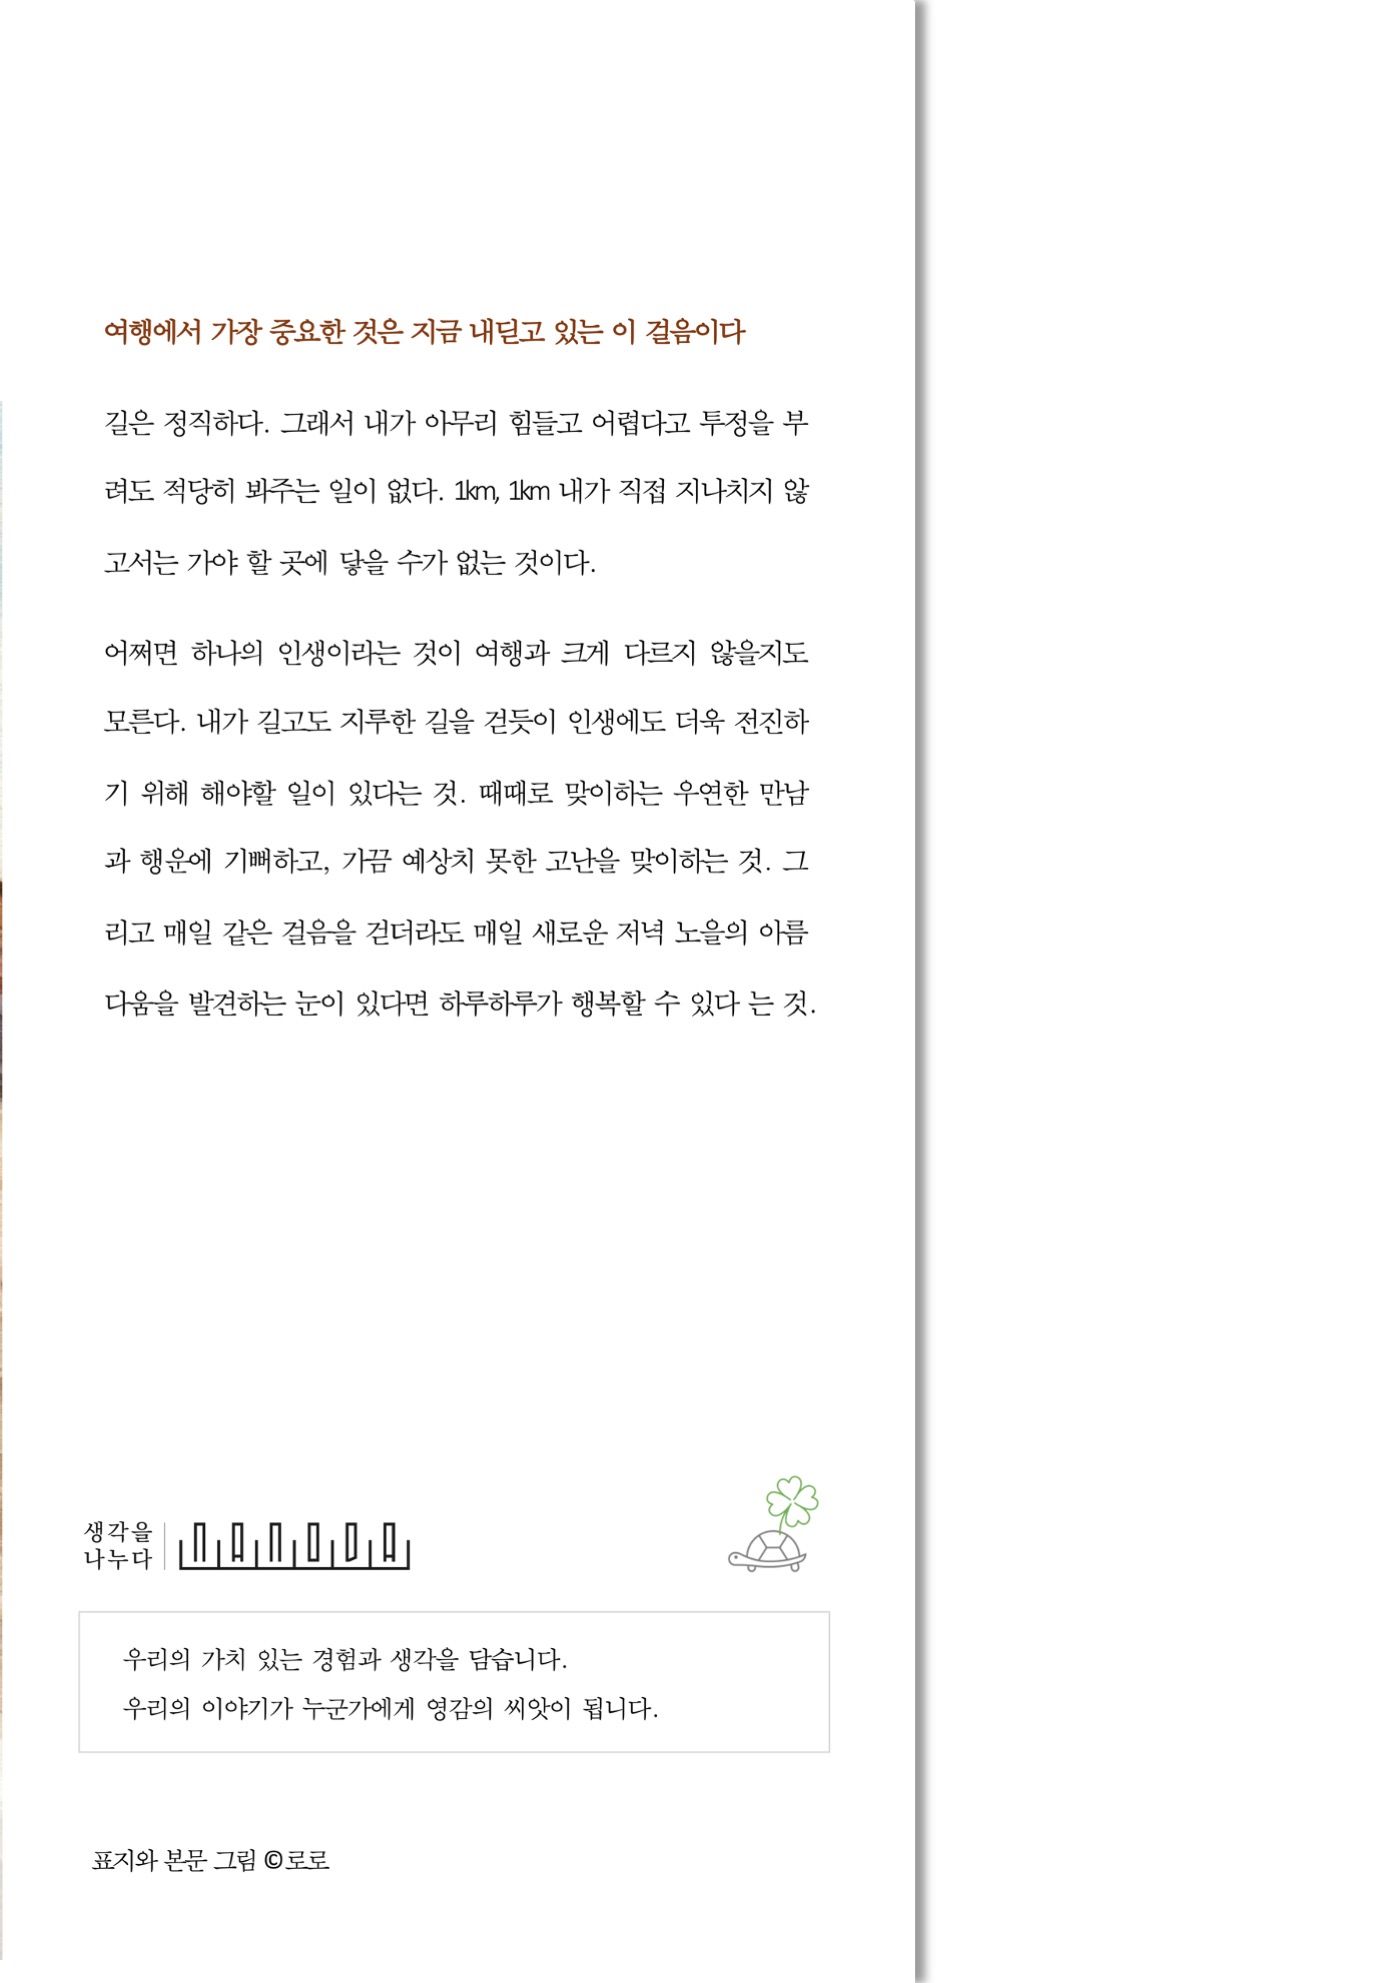 여행에서 가장 중요한 것은 지금 내딛고 있는 이 걸음이다
길은 정직하다. 그래서 내가 아무리 힘들고 어렵다고 투정을 부
려도 적당히 봐주는 일이 없다. 1km, 1km 내가 직접 지나치지 않
고서는 가야 할 곳에 닿을 수가 없는 것이다.
어쩌면 하나의 인생이라는 것이 여행과 크게 다르지 않을지도
모른다. 내가 길고도 지루한 길을 걷듯이 인생에도 더욱 전진하
기 위해 해야할 일이 있다는 것. 때때로 맞이하는 우연한 만남
과 행운에 기뻐하고, 가끔 예상치 못한 고난을 맞이하는 것. 그
리고 매일 같은 걸음을 걷더라도 매일 새로운 저녁 노을의 아름
다움을 발견하는 눈이 있다면 하루하루가 행복할 수 있다 는 것.
생각을
나누다
NANUDA
우리의 가치 있는 경험과 생각을 담습니다.
우리의 이야기가 누군가에게 영감의 씨앗이 됩니다.
표지와 본문 그림 ©로로